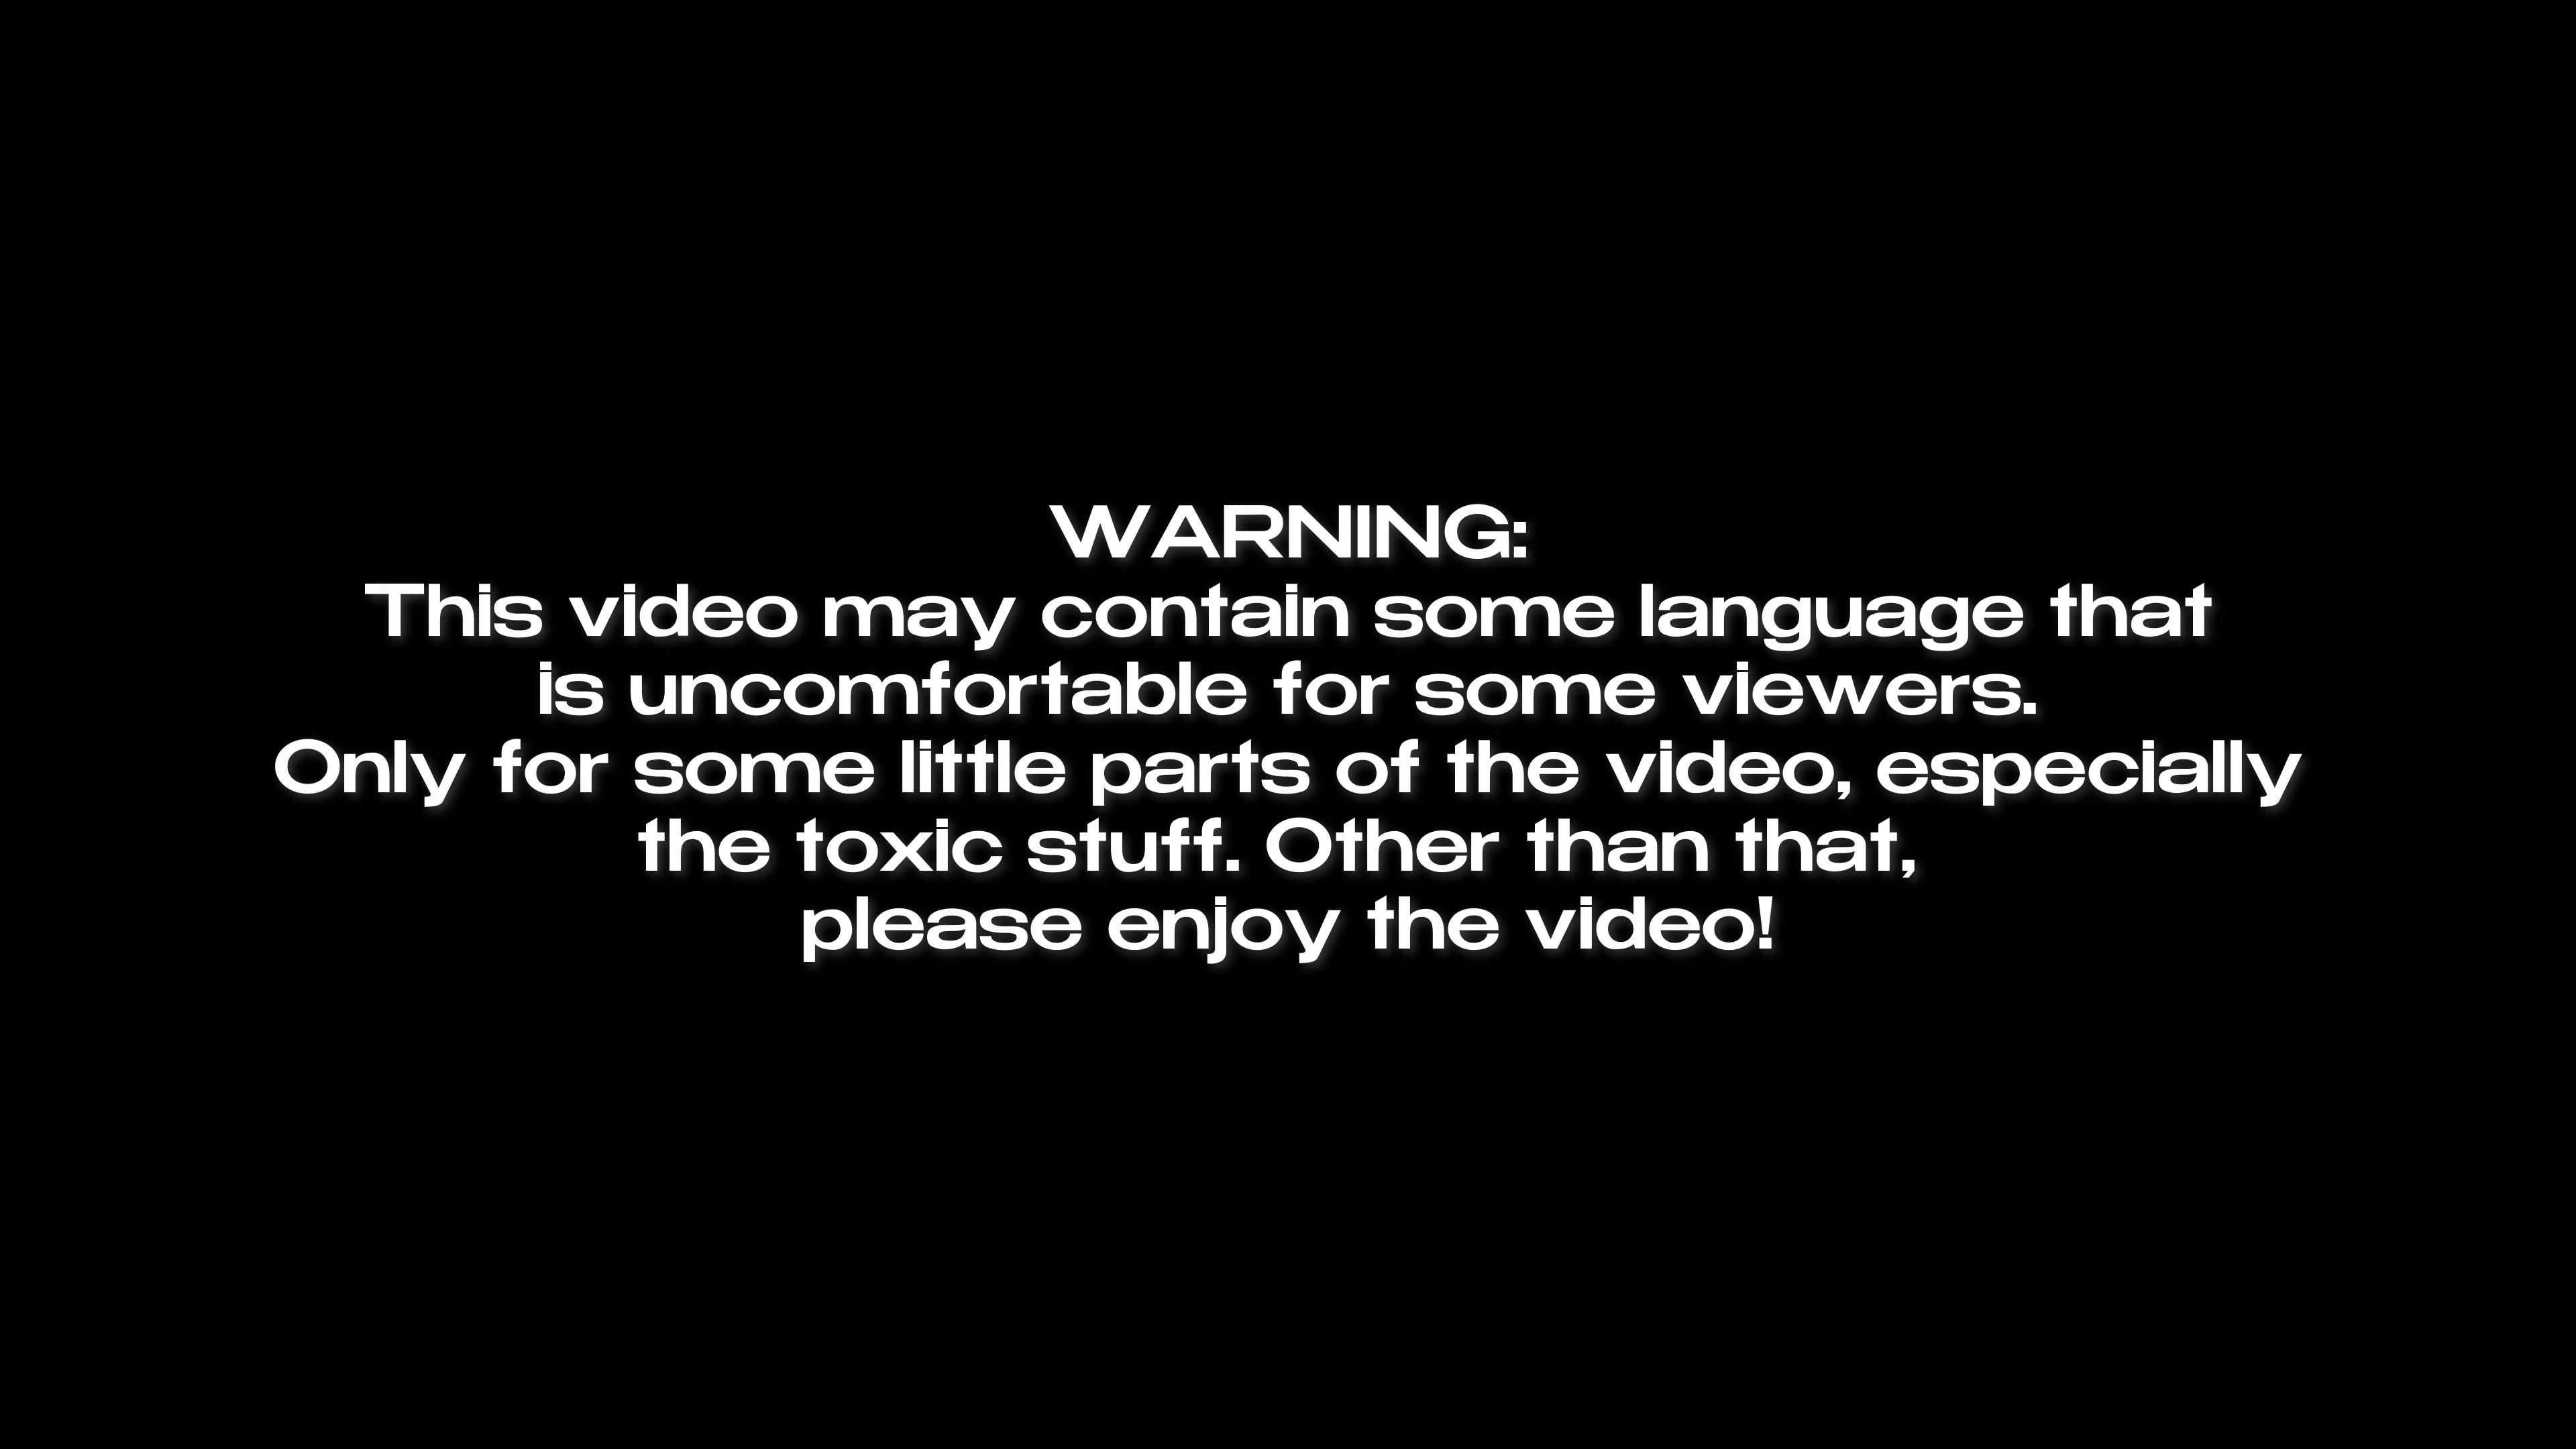 WARNING:
This video may contain some language that
is uncomfortable for some viewers.
Only for some little parts of the video, especially
the toxic stuff. Other than that,
please enjoy the video!